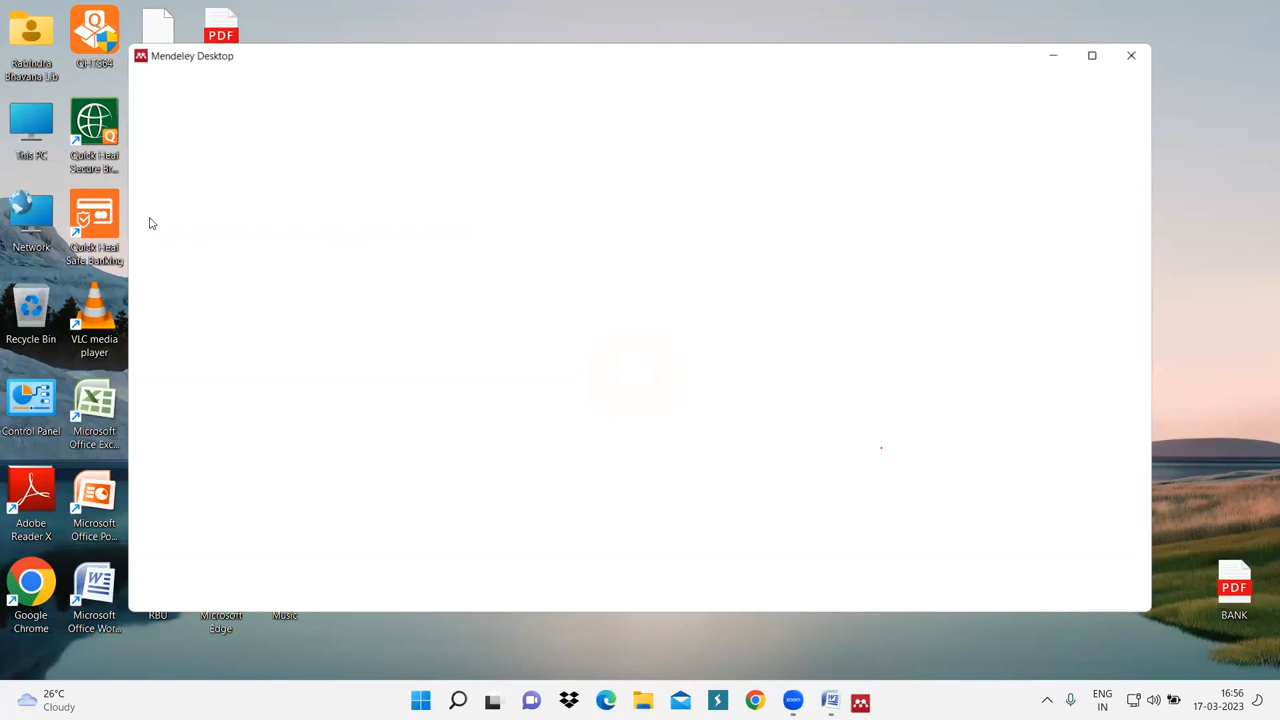 Mendeley Desktop
Rabindra
Bhavana Lib
QHTS64
PDF
This PC
Quick Heal
Secure Br...
Network
Quick Heal
Safe Banking
Recycle Bin
VLC media
player
Control Panel
Microsoft
Office Exc...
Adobe
Reader X
Microsoft
Office Po...
Google
Chrome
Microsoft
Office Wor...
RBU
Microsoft
Edge
Music
PDF
BANK
26°C
Cloudy
zoom
ENG
IN
16:56
17-03-2023